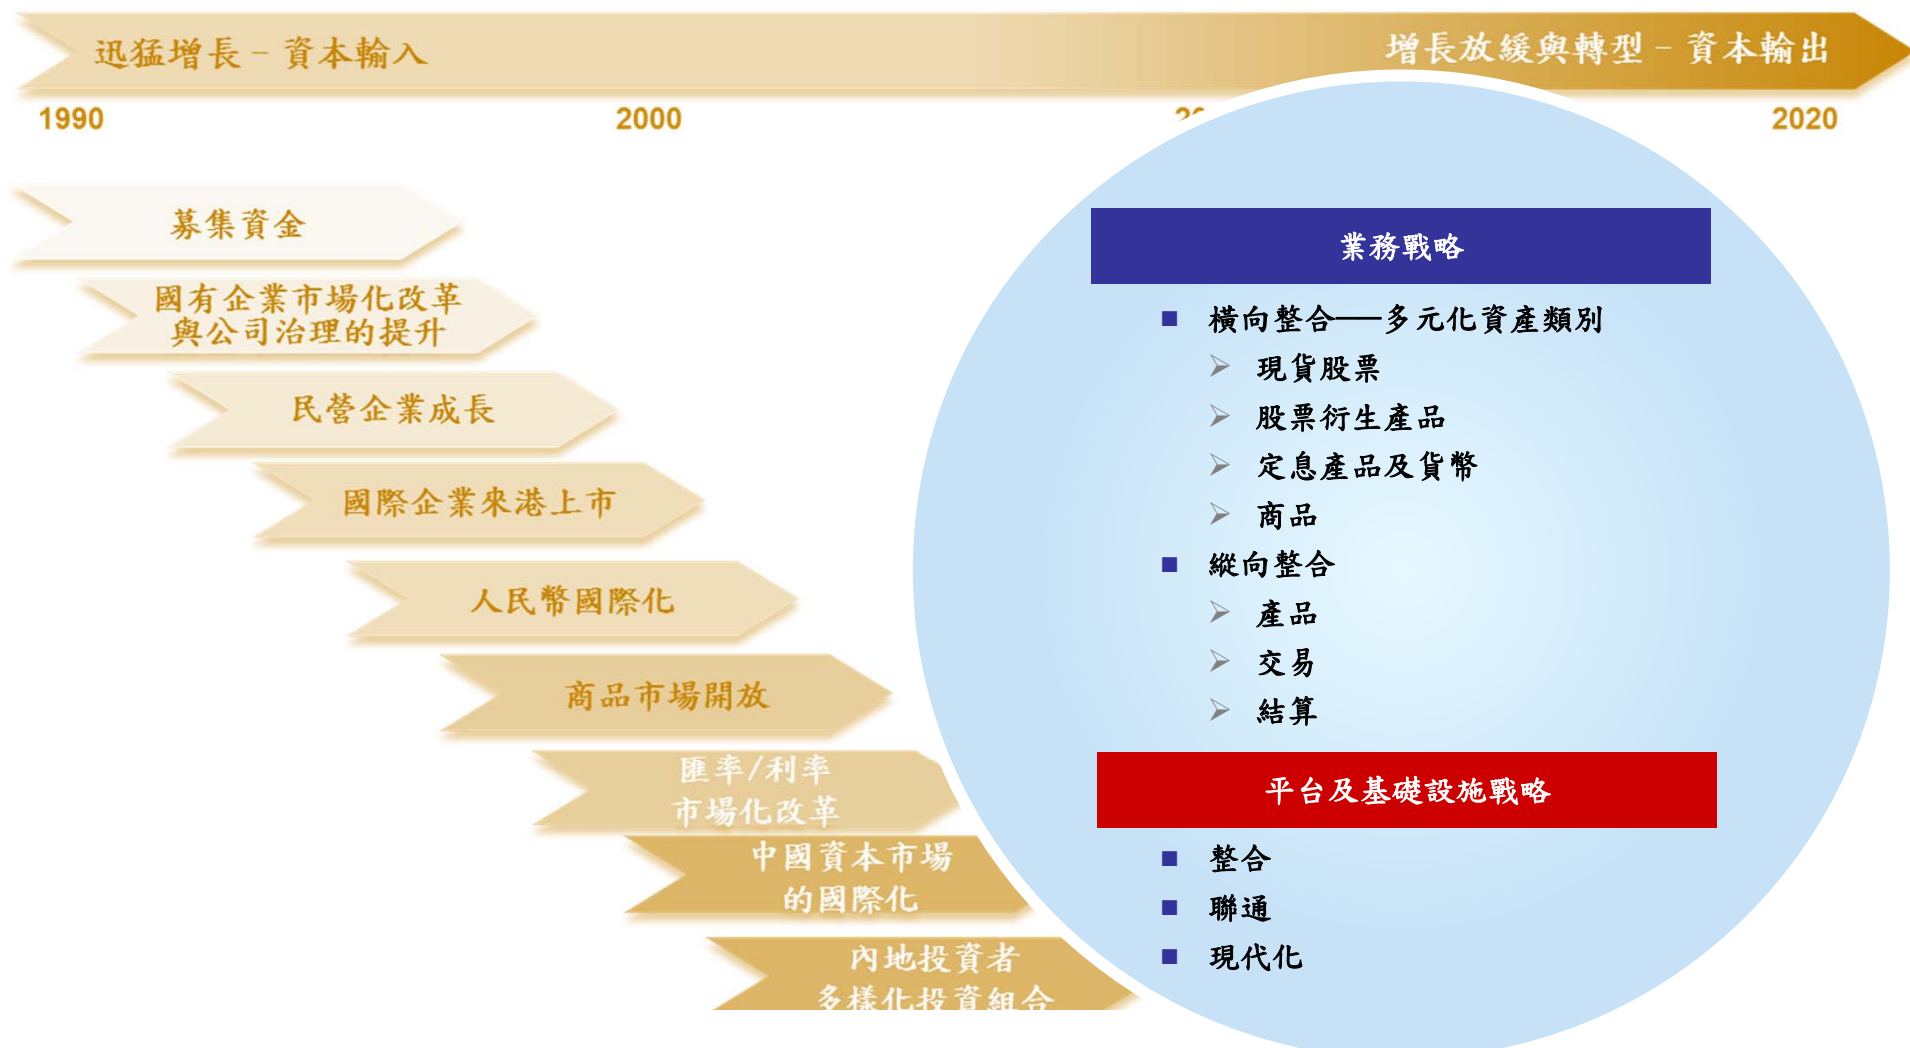 迅猛增長－資本輸入
增長放緩與轉型－資本輸出
1990
2000
2020
募集資金
國有企業市場化改革
與公司治理的提升
民營企業成長
國際企業來港上市
人民幣國際化
商品市場開放
匯率/利率
市場化改革
中國資本市場
的國際化
內地投資者
多樣化投資組合
業務戰略
■ 橫向整合──多元化資產類別
➢ 現貨股票
➢ 股票衍生產品
➢ 定息產品及貨幣
➢ 商品
■ 縱向整合
➢ 產品
➢ 交易
➢ 結算
平台及基礎設施戰略
■ 整合
■ 聯通
■ 現代化